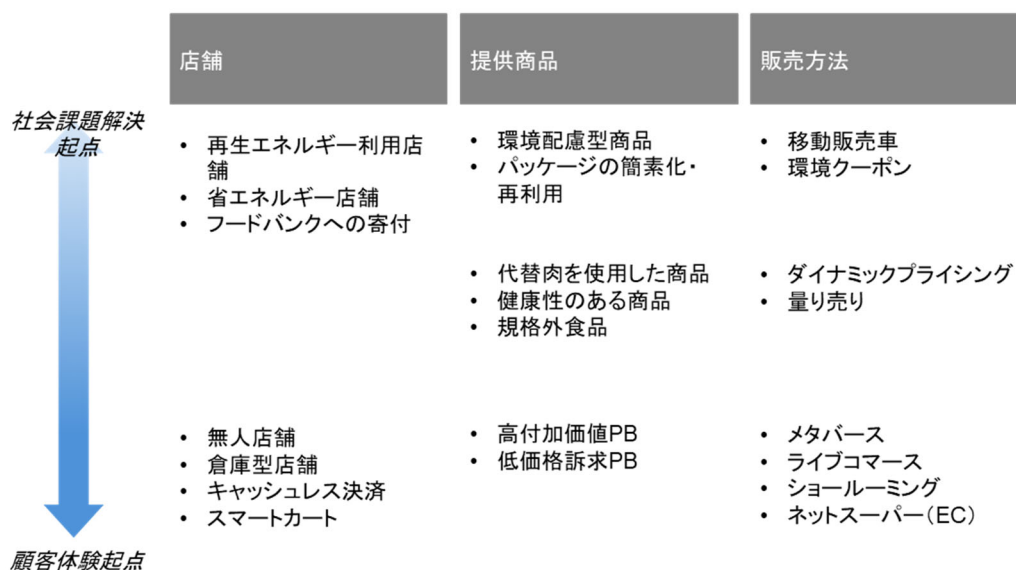 店舗
提供商品
販売方法
社会課題解決
起点
• 再生エネルギー利用店
舗
• 省エネルギー店舗
• フードバンクへの寄付
• 環境配慮型商品
• パッケージの簡素化・
再利用
• 移動販売車
• 環境クーポン
• 代替肉を使用した商品
• 健康性のある商品
• 規格外食品
• ダイナミックプライシング
• 量り売り
• 無人店舗
• 倉庫型店舗
• キャッシュレス決済
• スマートカート
• 高付加価値PB
• 低価格訴求PB
• メタバース
• ライブコマース
• ショールーミング
• ネットスーパー（EC）
顧客体験起点